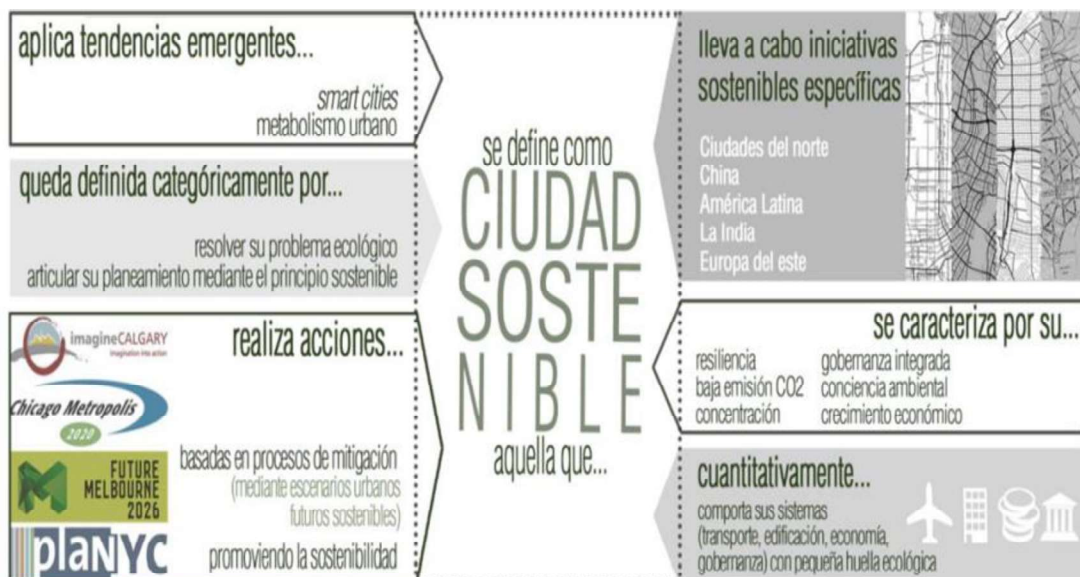 aplica tendencias emergentes...
smart cities
metabolismo urbano
queda definida categóricamente por...
resolver su problema ecológico
articular su planeamiento mediante el principio sostenible
realiza acciones...
imagineCALGARY
imagination into action
Chicago Metropolis
2020
FUTURE
MELBOURNE
2026
plaNYC
basadas en procesos de mitigación
(mediante escenarios urbanos
futuros sostenibles)
promoviendo la sostenibilidad
se define como
CIUDAD
SOSTE
NIBLE
aquella que...
lleva a cabo iniciativas
sostenibles específicas
Ciudades del norte
China
América Latina
La India
Europa del este
se caracteriza por su...
resiliencia
baja emisión CO2
concentración
gobernanza integrada
conciencia ambiental
crecimiento económico
cuantitativamente...
comporta sus sistemas
(transporte, edificación, economía,
gobernanza) con pequeña huella ecológica